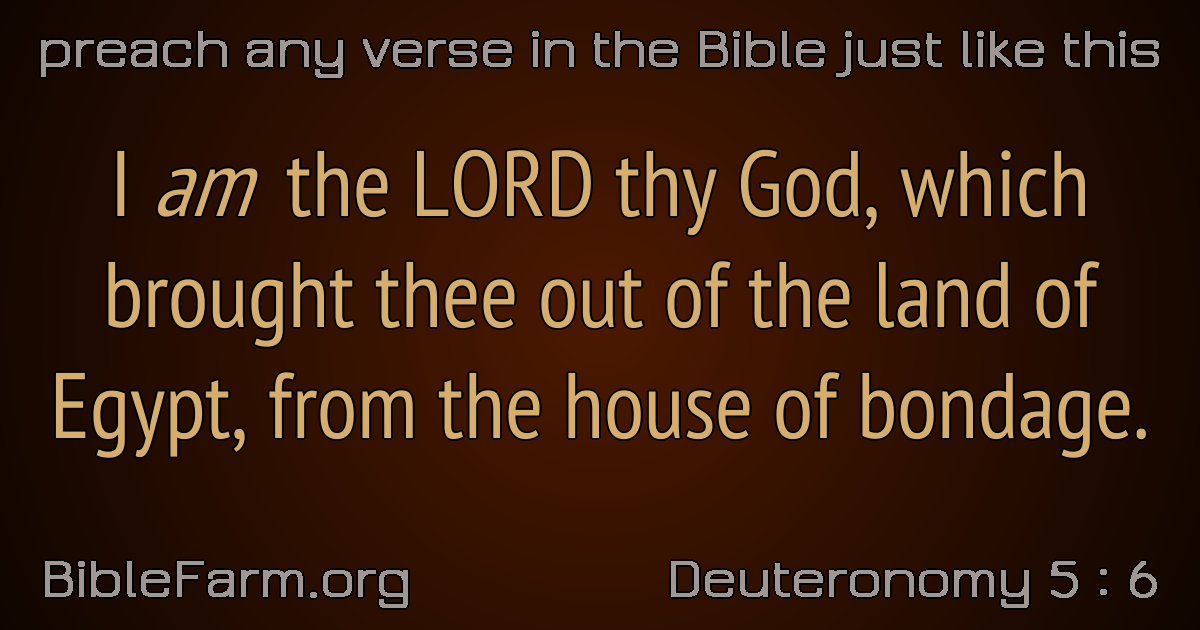 preach any verse in the Bible just like this
I am the LORD thy God, which
brought thee out of the land of
Egypt, from the house of bondage.
BibleFarm.org
Deuteronomy 5 : 6